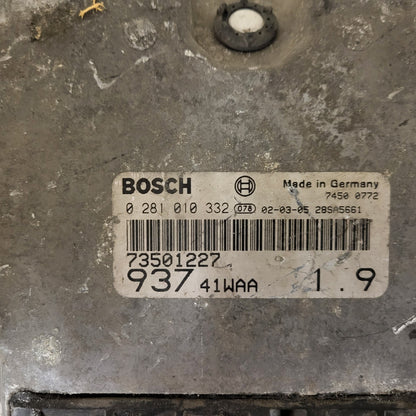 BOSCH Made in Germany
7450 0772
0 281 010 332 078 02-03-05 28SA5661
73501227
937 41WAA 1.9